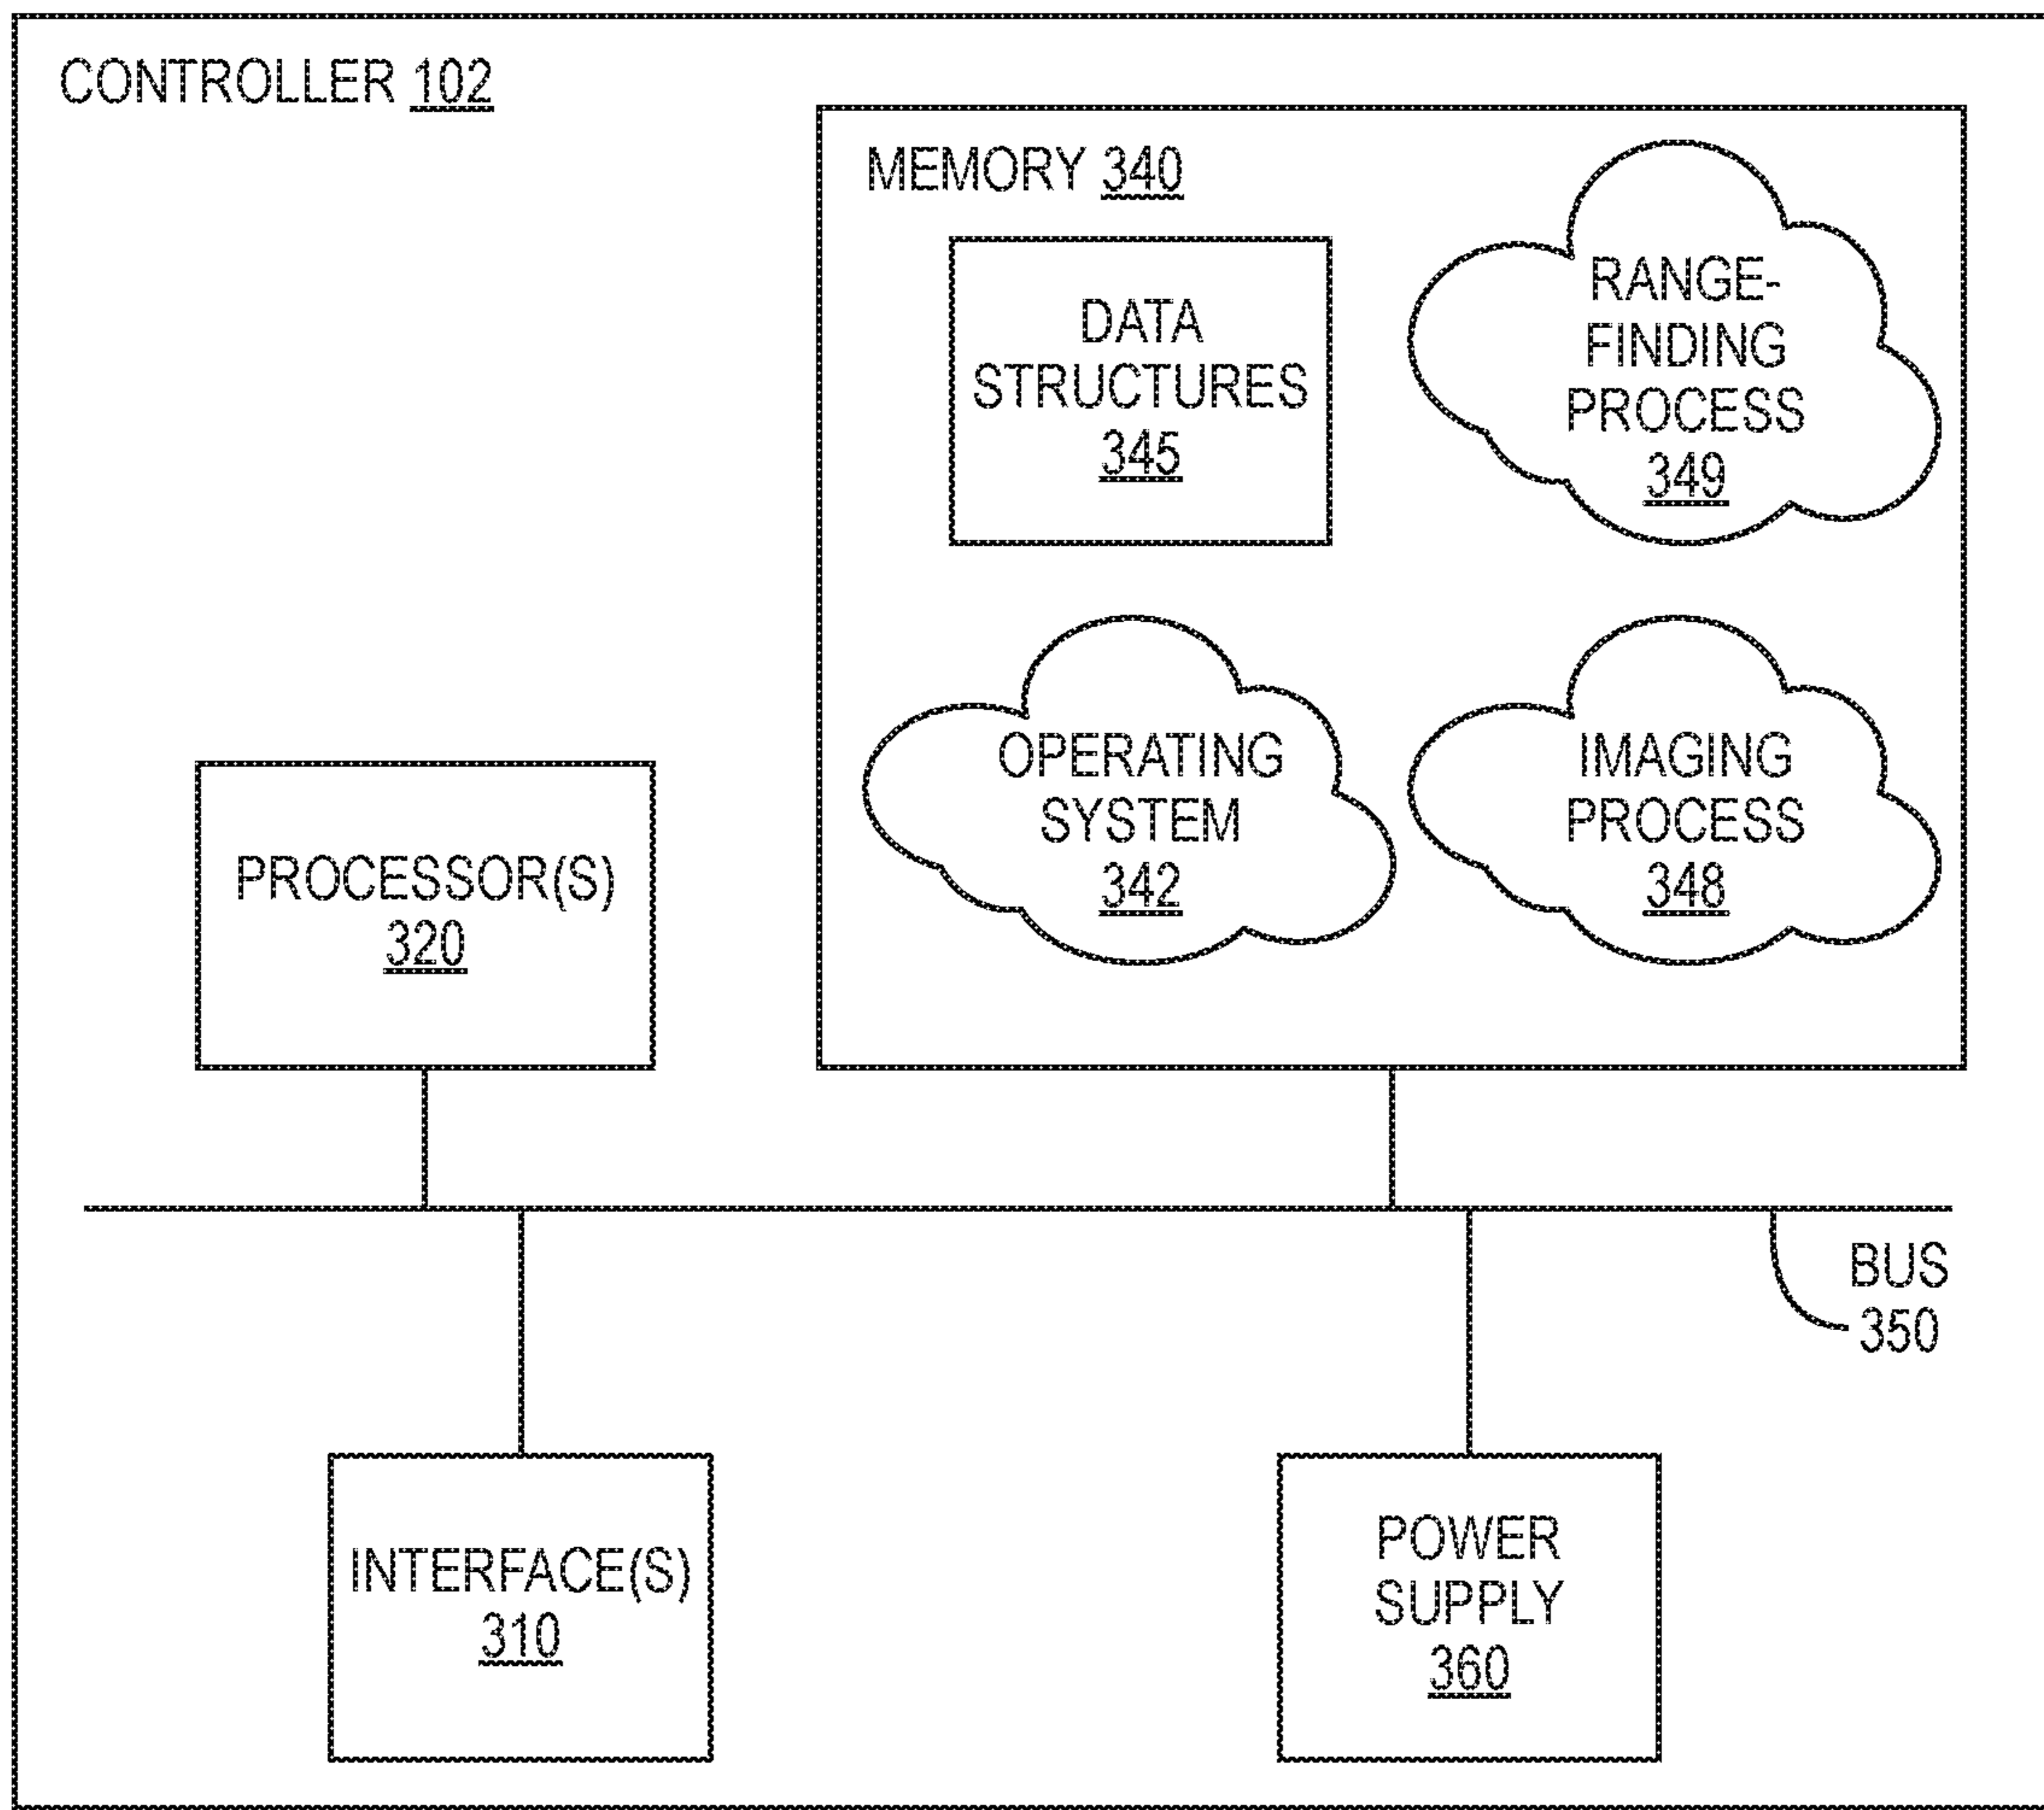 CONTROLLER 102
MEMORY 340
DATA
STRUCTURES
345
RANGE-
FINDING
PROCESS
349
OPERATING
SYSTEM
342
IMAGING
PROCESS
348
PROCESSOR(S)
320
BUS
350
INTERFACE(S)
310
POWER
SUPPLY
360